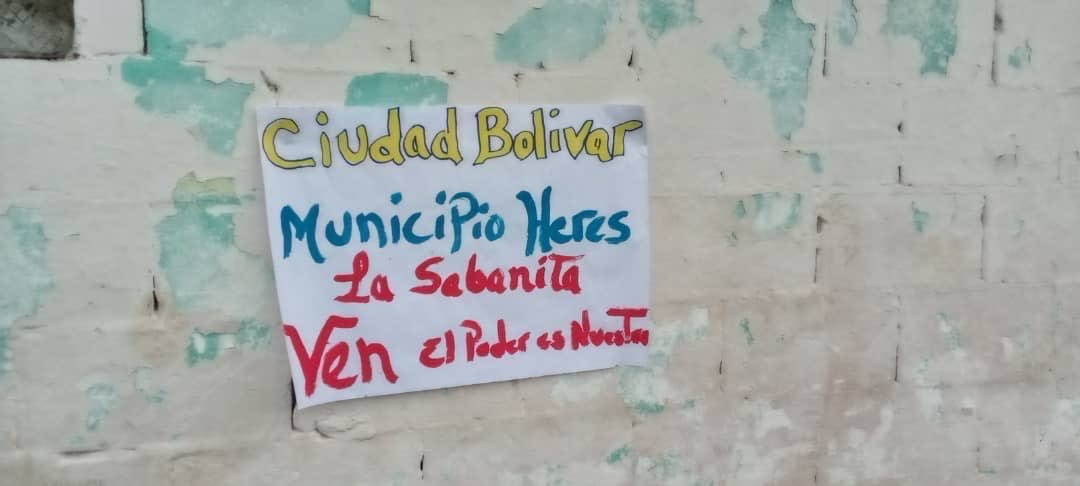 Ciudad Bolivar
Municipio Heres
La Sabanita
Ven El Poder es Nuestro